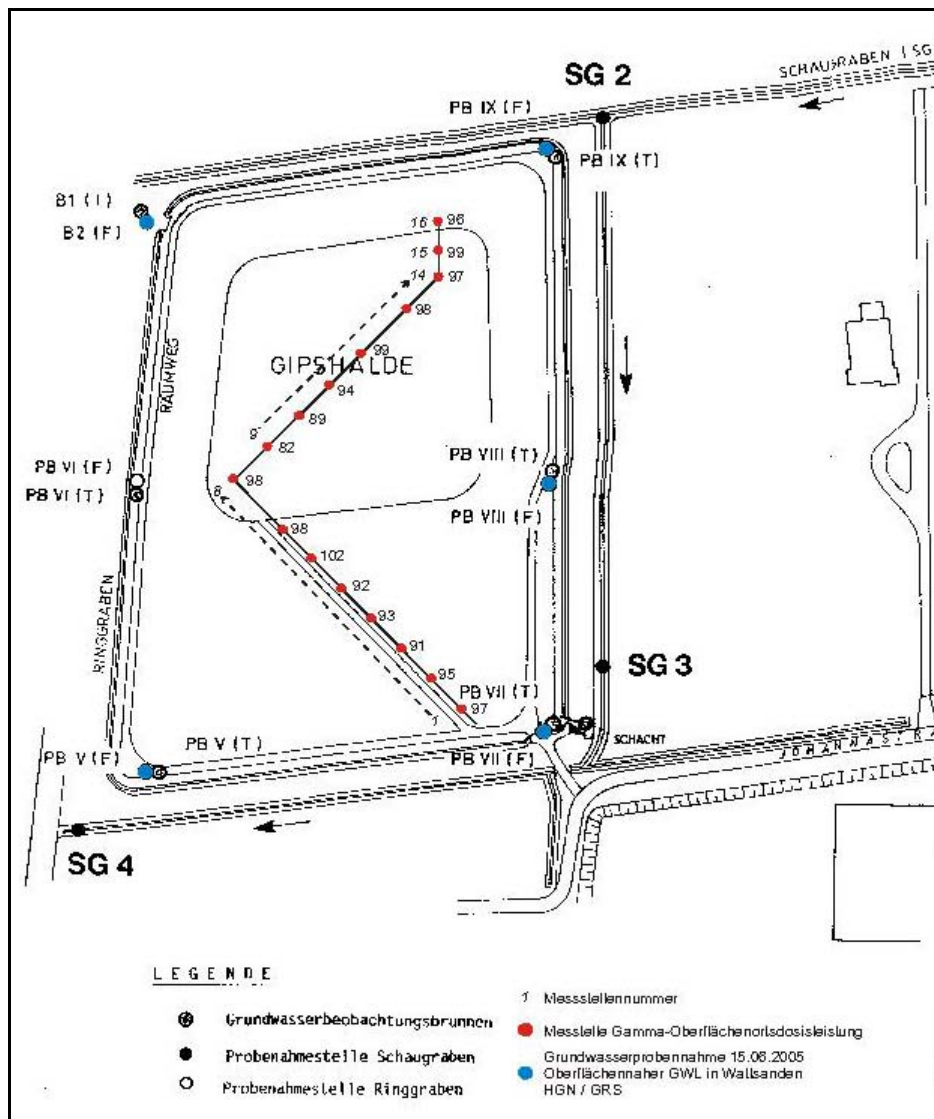 SCHAUGRABEN (SG
SG 2
PB IX (F)
PB IX (T)
B1 (T)
B2 (F)
16 96
15 99
14 97
98
99
GIPSHALDE
94
89
9
82
98
8
RÄUMWEG
PB VI (F)
PB VI (T)
PB VIII (T)
PB VIII (F)
98
102
92
93
91
95
97
1
RINGGRABEN
SG 3
PB VII (T)
PB VII (F)
SCHACHT
JOHANNASTRA
PB V (F)
PB V (T)
SG 4
LEGENDE
Grundwasserbeobachtungsbrunnen
Probenahmestelle Schaugraben
Probenahmestelle Ringgraben
1 Messstellennummer
Messtelle Gamma-Oberflächenortsdosisleistung
Grundwasserprobennahme 15.06.2005
Oberflächennaher GWL in Wallsanden
HGN / GRS